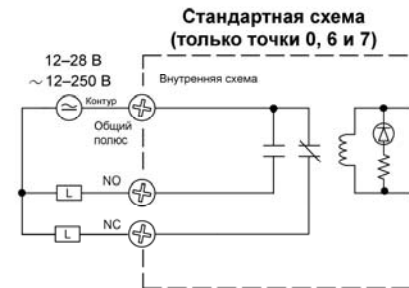 Стандартная схема
(только точки 0, 6 и 7)
12–28 В
~ 12–250 В
Контур
Внутренняя схема
Общий
полюс
L
NO
L
NC